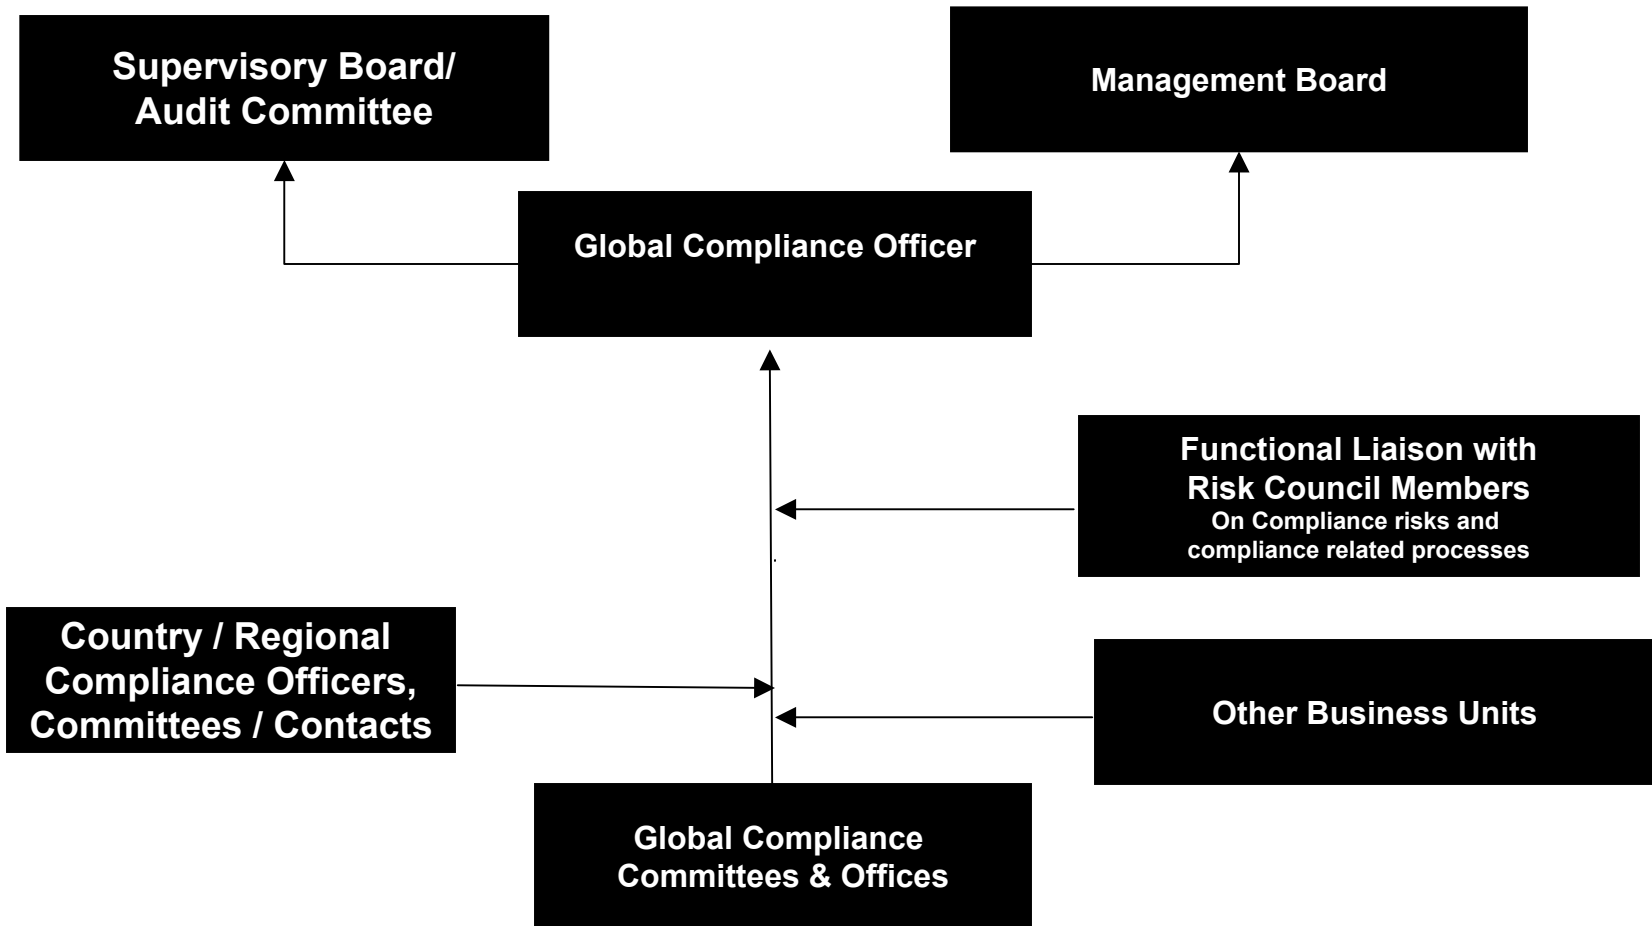 Supervisory Board/
Audit Committee
Management Board
Global Compliance Officer
Functional Liaison with
Risk Council Members
On Compliance risks and
compliance related processes
Country / Regional
Compliance Officers,
Committees / Contacts
Other Business Units
Global Compliance
Committees & Offices